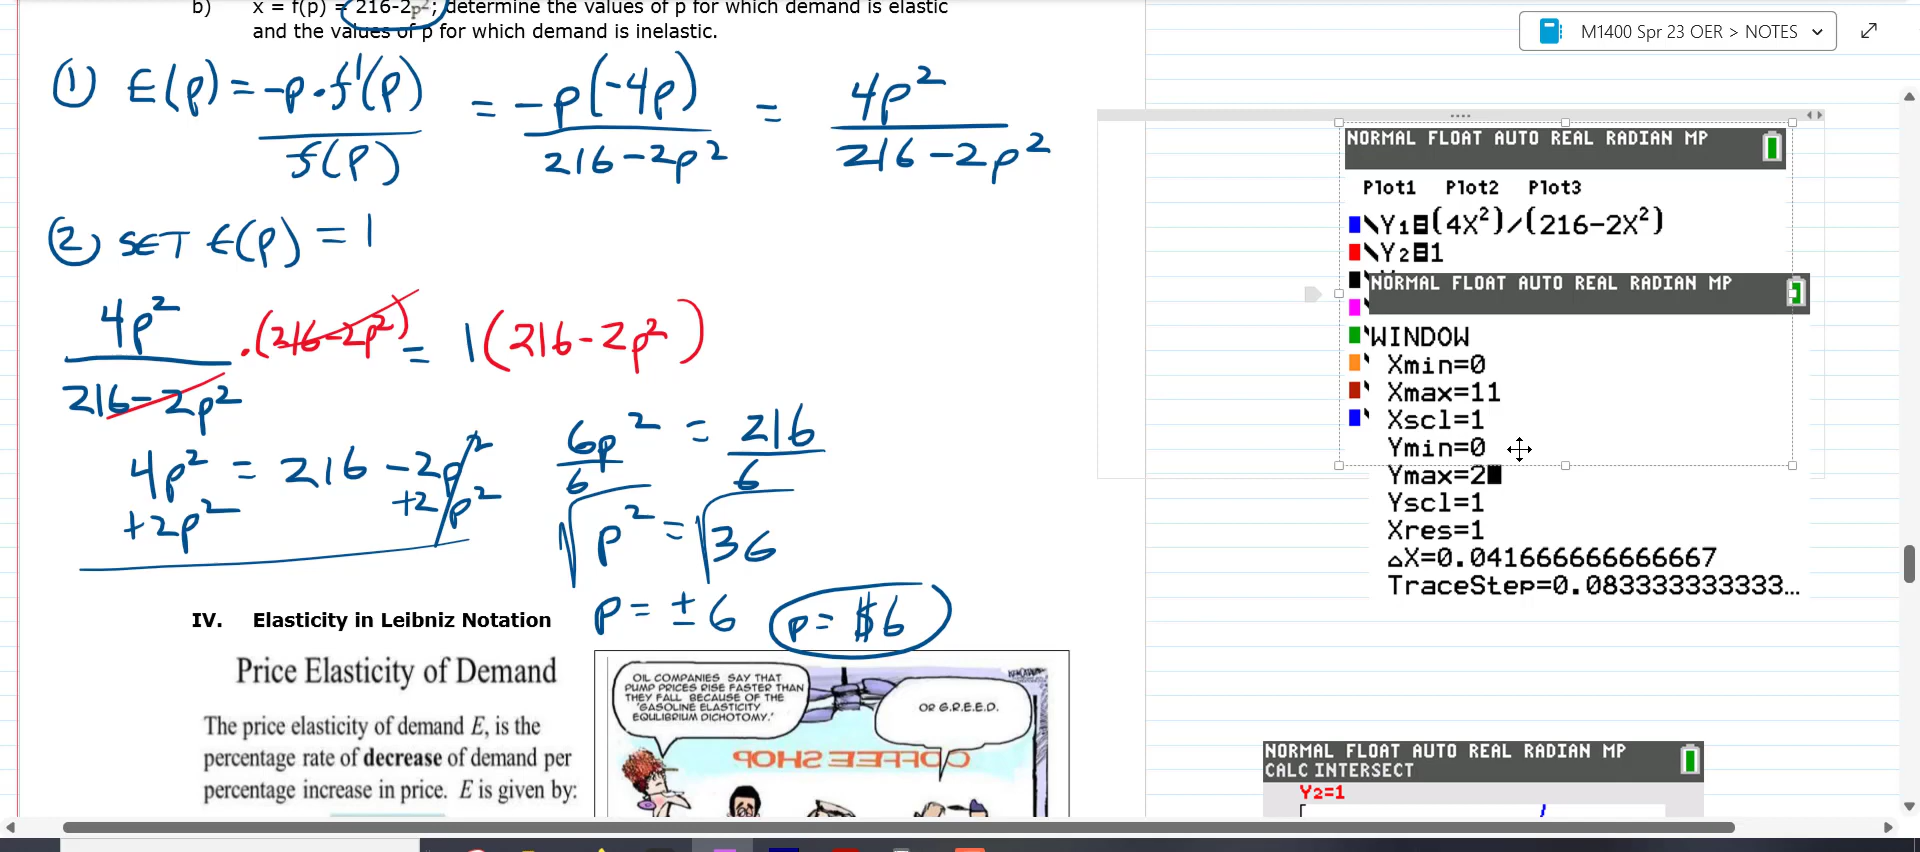 b) x = f(p) = 216-2p²; determine the values of p for which demand is elastic
and the values of p for which demand is inelastic.
① E(p) = -p·f'(p) / f(p) = -p(-4p) / 216-2p² = 4p² / 216-2p²
② SET E(p) = 1
4p² / 216-2p² ·(216-2p²) = 1(216-2p²)
4p² = 216 -2p²
+2p² +2p²
6p² / 6 = 216 / 6
√p² = √36
p = ± 6 p = $6
IV. Elasticity in Leibniz Notation
Price Elasticity of Demand
The price elasticity of demand E, is the
percentage rate of decrease of demand per
percentage increase in price. E is given by:
OIL COMPANIES SAY THAT
PUMP PRICES RISE FASTER THAN
THEY FALL BECAUSE OF THE
'GASOLINE ELASTICITY
EQUILIBRIUM DICHOTOMY.'
OR G.R.E.E.D.
COFFEE SHOP
M1400 Spr 23 OER > NOTES
NORMAL FLOAT AUTO REAL RADIAN MP
Plot1 Plot2 Plot3
\Y₁=(4X²)/(216-2X²)
\Y₂=1
NORMAL FLOAT AUTO REAL RADIAN MP
WINDOW
Xmin=0
Xmax=11
Xscl=1
Ymin=0
Ymax=2
Yscl=1
Xres=1
△X=0.041666666666667
TraceStep=0.083333333333...
NORMAL FLOAT AUTO REAL RADIAN MP
CALC INTERSECT
Y₂=1